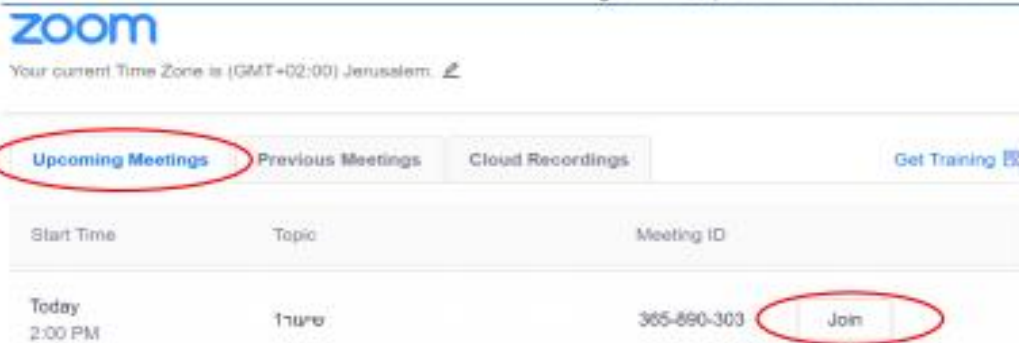 zoom
Your current Time Zone is (GMT+02:00) Jerusalem.
Upcoming Meetings Previous Meetings Cloud Recordings Get Training
Start Time Topic Meeting ID
Today
2:00 PM שיעור1 365-890-303 Join